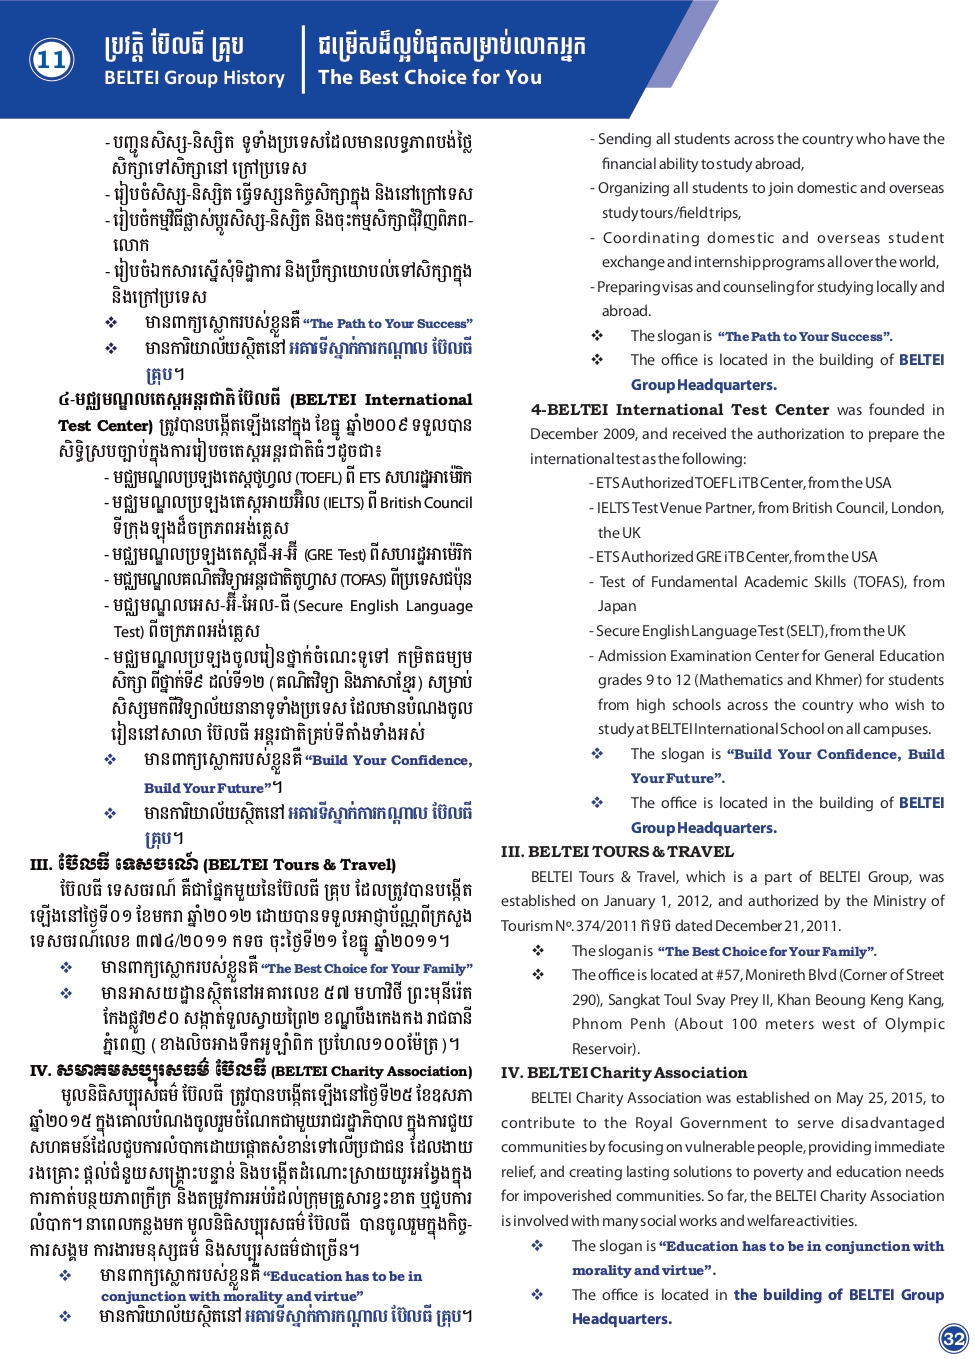 11
ប្រវត្តិ ប៊ែលធី គ្រុប
BELTEI Group History
ជម្រើសដ៏ល្អបំផុតសម្រាប់លោកអ្នក
The Best Choice for You
- បញ្ជូនសិស្ស-និស្សិត ទូទាំងប្រទេសដែលមានលទ្ធភាពបង់ថ្លៃ
សិក្សាទៅសិក្សានៅ ក្រៅប្រទេស
- រៀបចំសិស្ស-និស្សិត ធ្វើទស្សនកិច្ចសិក្សាក្នុង និងនៅក្រៅទេស
- រៀបចំកម្មវិធីផ្លាស់ប្តូរសិស្ស-និស្សិត និងចុះកម្មសិក្សាជុំវិញពិភព-
លោក
- រៀបចំឯកសារស្នើសុំទិដ្ឋាការ និងប្រឹក្សាយោបល់ទៅសិក្សាក្នុង
និងក្រៅប្រទេស
❖ មានពាក្យស្លោករបស់ខ្លួនគឺ “The Path to Your Success”
❖ មានការិយាល័យស្ថិតនៅ អគារទីស្នាក់ការកណ្តាល ប៊ែលធី
គ្រុប។
៤-មជ្ឈមណ្ឌលតេស្តអន្តរជាតិ ប៊ែលធី (BELTEI International
Test Center) ត្រូវបានបង្កើតឡើងនៅក្នុង ខែធ្នូ ឆ្នាំ២០០៩ ទទួលបាន
សិទ្ធិស្របច្បាប់ក្នុងការរៀបចតេស្តអន្តរជាតិធំៗដូចជា៖
- មជ្ឈមណ្ឌលប្រឡងតេស្តថូហ្វល (TOEFL) ពី ETS សហរដ្ឋអាម៉េរិក
- មជ្ឈមណ្ឌលប្រឡងតេស្តអាយអ៊ិល (IELTS) ពី British Council
ទីក្រុងឡុងដ៏ចក្រភពអង់គ្លេស
- មជ្ឈមណ្ឌលប្រឡងតេស្តជី-អ-អ៊ី (GRE Test) ពីសហរដ្ឋអាម៉េរិក
- មជ្ឈមណ្ឌលគណិតវិទ្យាអន្តរជាតិតូហ្វាស (TOFAS) ពីប្រទេសជប៉ុន
- មជ្ឈមណ្ឌលអេស-អ៊ី-អែល-ធី (Secure English Language
Test) ពីចក្រភពអង់គ្លេស
- មជ្ឈមណ្ឌលប្រឡងចូលរៀនថ្នាក់ចំណេះទូទៅ កម្រិតធម្យម
សិក្សា ពីថ្នាក់ទី៩ ដល់ទី១២ (គណិតវិទ្យា និងភាសាខ្មែរ) សម្រាប់
សិស្សមកពីវិទ្យាល័យនានាទូទាំងប្រទេស ដែលមានបំណងចូល
រៀននៅសាលា ប៊ែលធី អន្តរជាតិគ្រប់ទីតាំងទាំងអស់
❖ មានពាក្យស្លោករបស់ខ្លួនគឺ “Build Your Confidence,
Build Your Future”។
❖ មានការិយាល័យស្ថិតនៅ អគារទីស្នាក់ការកណ្តាល ប៊ែលធី
គ្រុប។
III. ប៊ែលធី ទេសចរណ៍ (BELTEI Tours & Travel)
ប៊ែលធី ទេសចរណ៍ គឺជាផ្នែកមួយនៃប៊ែលធី គ្រុប ដែលត្រូវបានបង្កើត
ឡើងនៅថ្ងៃទី០១ ខែមករា ឆ្នាំ២០១២ ដោយបានទទួលអាជ្ញាប័ណ្ណពីក្រសួង
ទេសចរណ៍លេខ ៣៧៤/២០១១ កទច ចុះថ្ងៃទី២១ ខែធ្នូ ឆ្នាំ២០១១។
❖ មានពាក្យស្លោករបស់ខ្លួនគឺ “The Best Choice for Your Family”
❖ មានអាសយដ្ឋានស្ថិតនៅអគារលេខ ៥៧ មហាវិថី ព្រះមុនីរ៉េត
កែងផ្លូវ២៩០ សង្កាត់ទួលស្វាយព្រៃ២ ខណ្ឌបឹងកេងកង រាជធានី
ភ្នំពេញ (ខាងលិចអាងទឹកអូឡាំពិក ប្រហែល១០០ម៉ែត្រ)។
IV. សមាគមសប្បុរសធម៌ ប៊ែលធី (BELTEI Charity Association)
មូលនិធិសប្បុរសធម៌ ប៊ែលធី ត្រូវបានបង្កើតឡើងនៅថ្ងៃទី២៥ ខែឧសភា
ឆ្នាំ២០១៥ ក្នុងគោលបំណងចូលរួមចំណែកជាមួយរាជរដ្ឋាភិបាល ក្នុងការជួយ
សហគមន៍ដែលជួបការលំបាកដោយផ្តោតសំខាន់ទៅលើប្រជាជន ដែលងាយ
រងគ្រោះ ផ្តល់ជំនួយសង្គ្រោះបន្ទាន់ និងបង្កើតដំណោះស្រាយយូរអង្វែងក្នុង
ការកាត់បន្ថយភាពក្រីក្រ និងតម្រូវការអប់រំដល់ក្រុមគ្រួសារខ្វះខាត ឬជួបការ
លំបាក។ នាពេលកន្លងមក មូលនិធិសប្បុរសធម៌ ប៊ែលធី បានចូលរួមក្នុងកិច្ច-
ការសង្គម ការងារមនុស្សធម៌ និងសប្បុរសធម៌ជាច្រើន។
❖ មានពាក្យស្លោករបស់ខ្លួនគឺ “Education has to be in
conjunction with morality and virtue”
❖ មានការិយាល័យស្ថិតនៅ អគារទីស្នាក់ការកណ្តាល ប៊ែលធី គ្រុប។
- Sending all students across the country who have the
financial ability to study abroad,
- Organizing all students to join domestic and overseas
study tours/field trips,
- Coordinating domestic and overseas student
exchange and internship programs all over the world,
- Preparing visas and counseling for studying locally and
abroad.
❖ The slogan is “The Path to Your Success”.
❖ The office is located in the building of BELTEI
Group Headquarters.
4-BELTEI International Test Center was founded in
December 2009, and received the authorization to prepare the
international test as the following:
- ETS Authorized TOEFL iTB Center, from the USA
- IELTS Test Venue Partner, from British Council, London,
the UK
- ETS Authorized GRE iTB Center, from the USA
- Test of Fundamental Academic Skills (TOFAS), from
Japan
- Secure English Language Test (SELT), from the UK
- Admission Examination Center for General Education
grades 9 to 12 (Mathematics and Khmer) for students
from high schools across the country who wish to
study at BELTEI International School on all campuses.
❖ The slogan is “Build Your Confidence, Build
Your Future”.
❖ The office is located in the building of BELTEI
Group Headquarters.
III. BELTEI TOURS & TRAVEL
BELTEI Tours & Travel, which is a part of BELTEI Group, was
established on January 1, 2012, and authorized by the Ministry of
Tourism Nº. 374/2011 កទច dated December 21, 2011.
❖ The slogan is “The Best Choice for Your Family”.
❖ The office is located at #57, Monireth Blvd (Corner of Street
290), Sangkat Toul Svay Prey II, Khan Beoung Keng Kang,
Phnom Penh (About 100 meters west of Olympic
Reservoir).
IV. BELTEI Charity Association
BELTEI Charity Association was established on May 25, 2015, to
contribute to the Royal Government to serve disadvantaged
communities by focusing on vulnerable people, providing immediate
relief, and creating lasting solutions to poverty and education needs
for impoverished communities. So far, the BELTEI Charity Association
is involved with many social works and welfare activities.
❖ The slogan is “Education has to be in conjunction with
morality and virtue”.
❖ The office is located in the building of BELTEI Group
Headquarters.
32